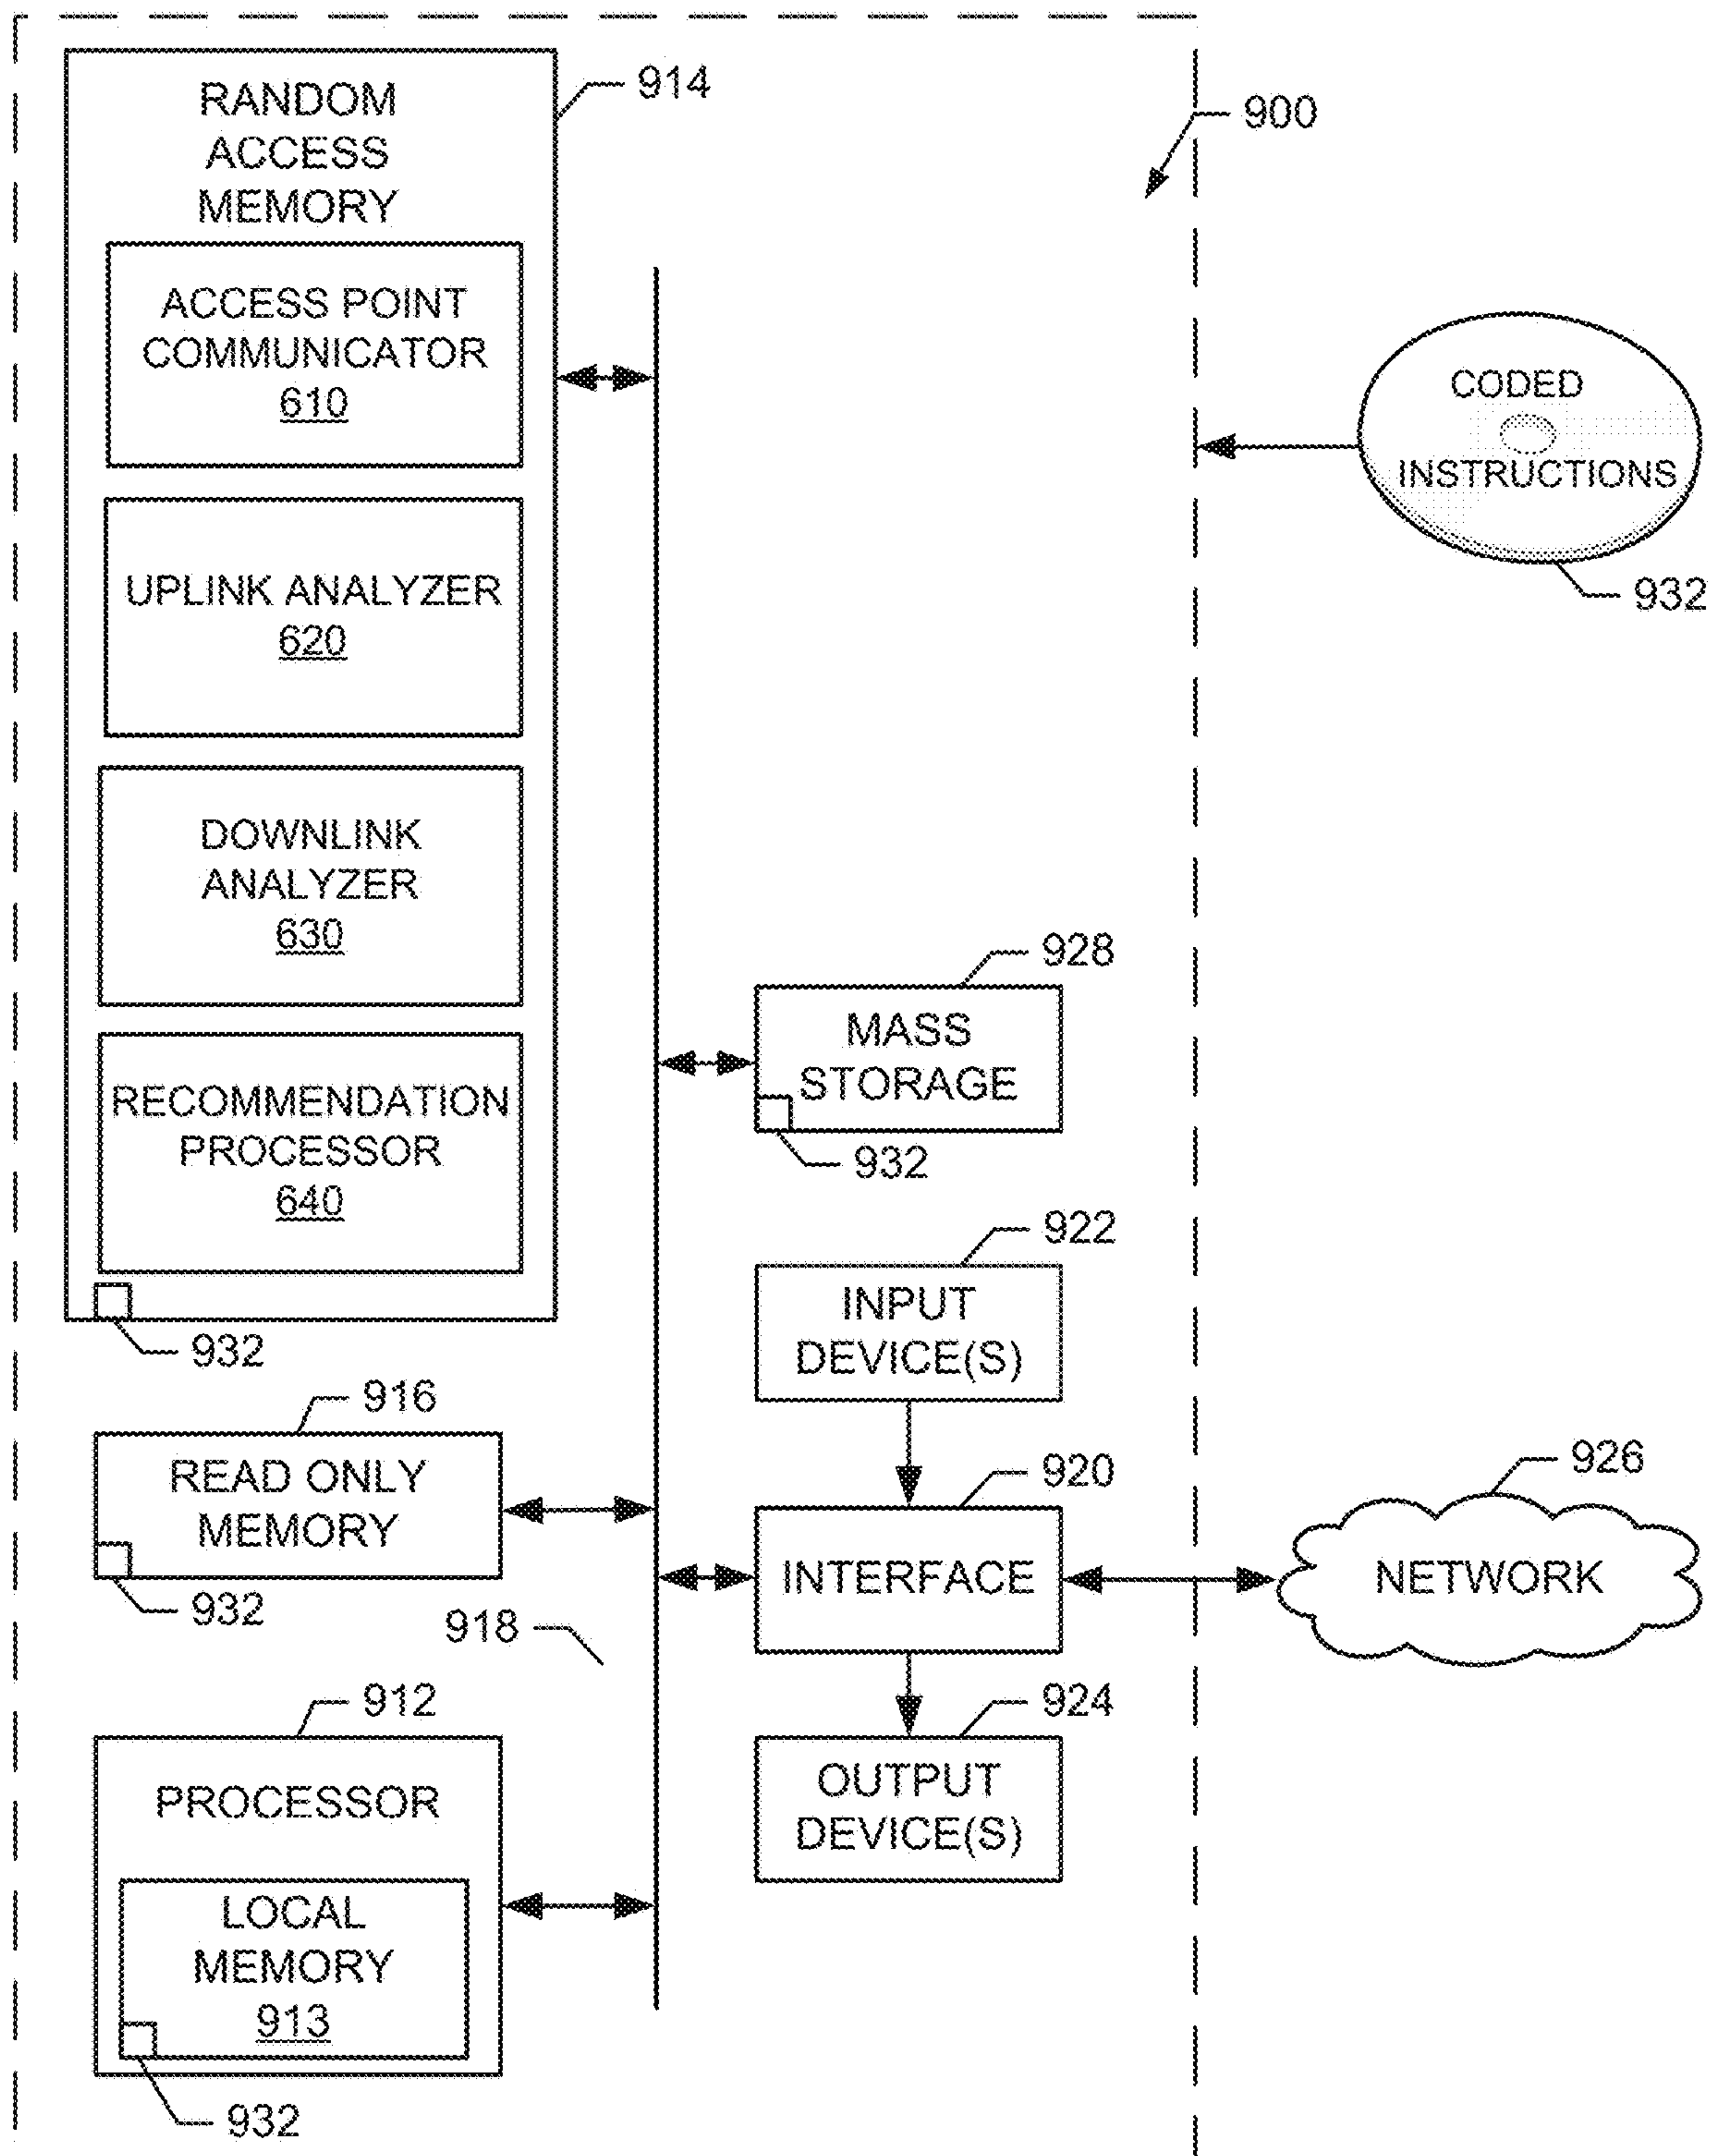 914
900
RANDOM
ACCESS
MEMORY
ACCESS POINT
COMMUNICATOR
610
CODED
INSTRUCTIONS
932
UPLINK ANALYZER
620
DOWNLINK
ANALYZER
630
928
MASS
STORAGE
932
RECOMMENDATION
PROCESSOR
640
932
922
INPUT
DEVICE(S)
916
READ ONLY
MEMORY
932
920
INTERFACE
926
NETWORK
918
912
PROCESSOR
LOCAL
MEMORY
913
932
924
OUTPUT
DEVICE(S)